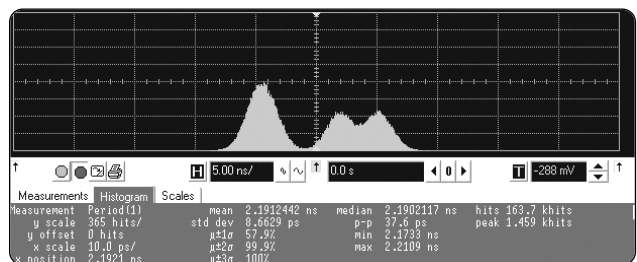 H 5.00 ns/ 0.0 s 0 T -288 mV
Measurements Histogram Scales
Measurement Period(1) mean 2.1912442 ns median 2.1902117 ns hits 163.7 khits
y scale 365 hits/ std dev 8.6629 ps p-p 37.6 ps peak 1.459 khits
y offset 0 hits µ±1σ 57.9% min 2.1733 ns
x scale 10.0 ps/ µ±2σ 99.9% max 2.2109 ns
x position 2.1921 ns µ±3σ 100%